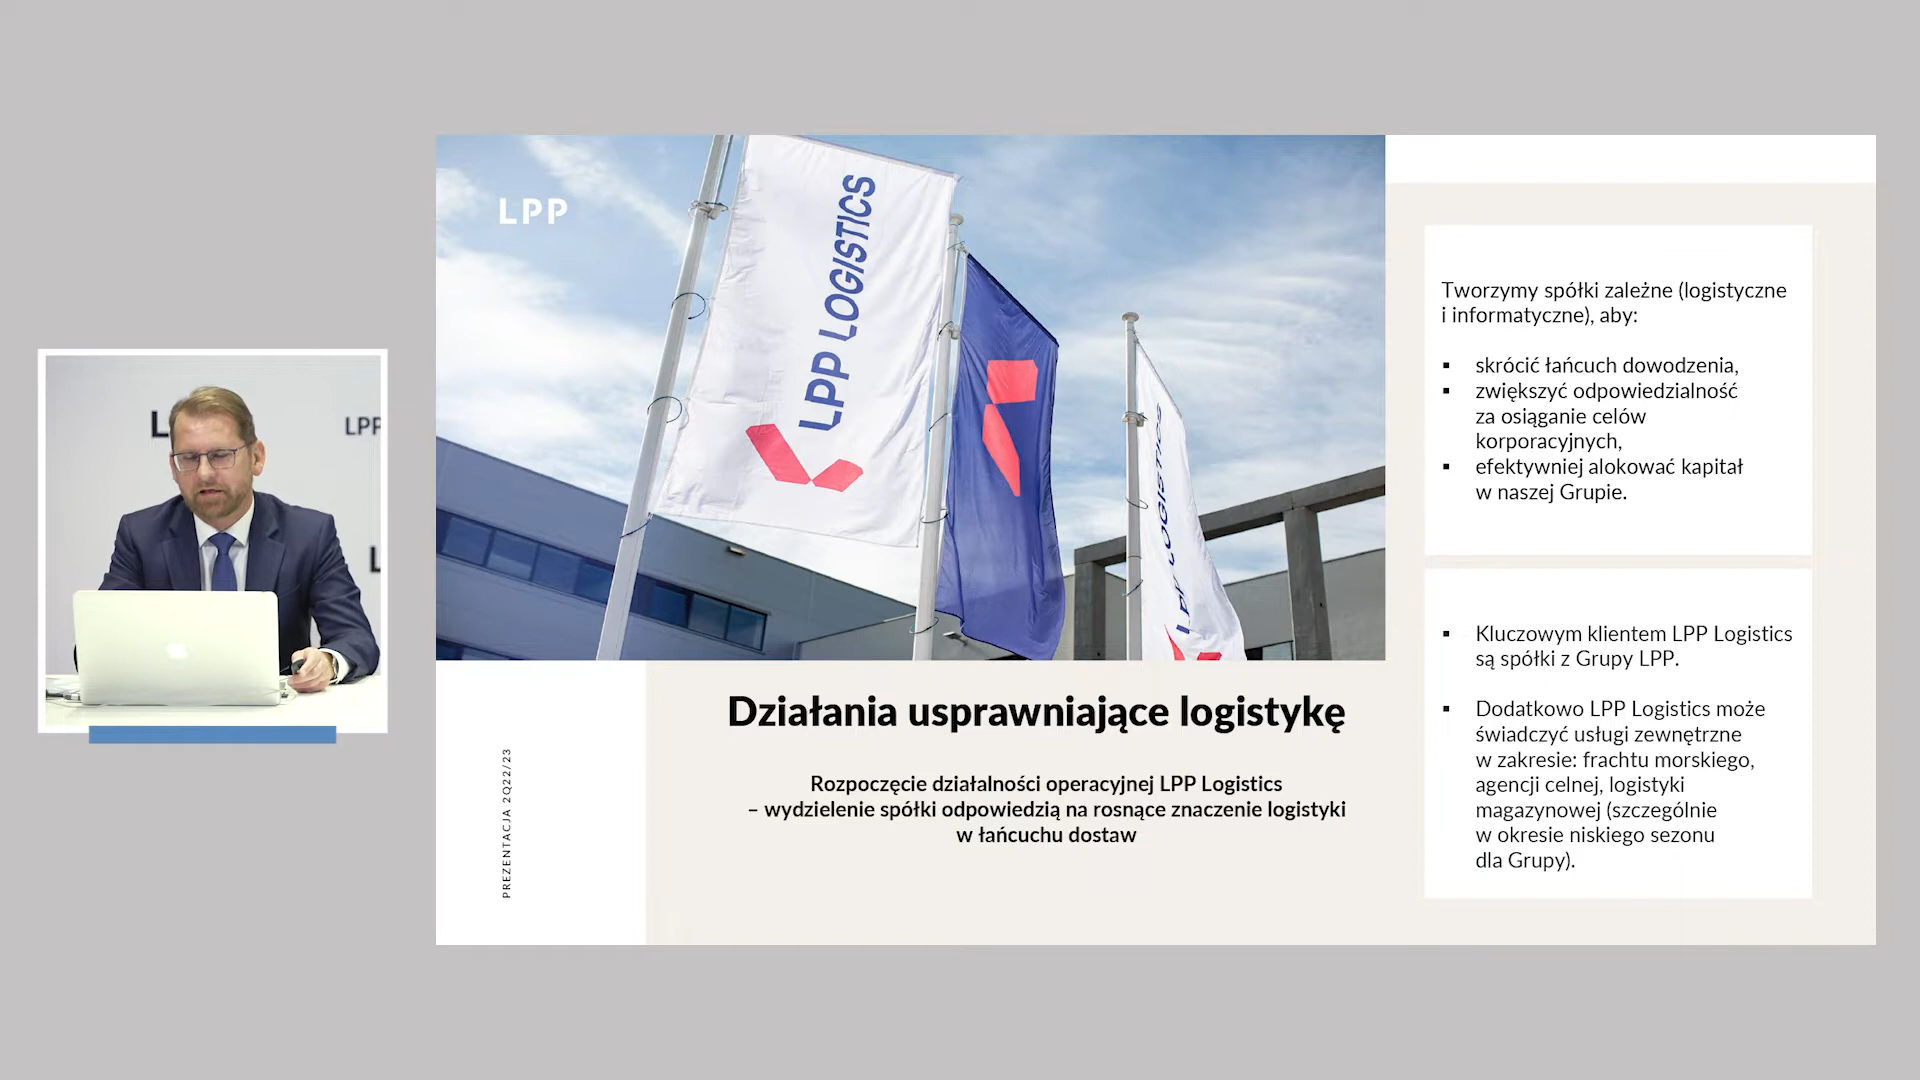 L
LPP
L
LPP
LPP LOGISTICS
LPP LOGISTICS
Tworzymy spółki zależne (logistyczne
i informatyczne), aby:
▪ skrócić łańcuch dowodzenia,
▪ zwiększyć odpowiedzialność
za osiąganie celów
korporacyjnych,
▪ efektywniej alokować kapitał
w naszej Grupie.
▪ Kluczowym klientem LPP Logistics
są spółki z Grupy LPP.
▪ Dodatkowo LPP Logistics może
świadczyć usługi zewnętrzne
w zakresie: frachtu morskiego,
agencji celnej, logistyki
magazynowej (szczególnie
w okresie niskiego sezonu
dla Grupy).
Działania usprawniające logistykę
Rozpoczęcie działalności operacyjnej LPP Logistics
– wydzielenie spółki odpowiedzią na rosnące znaczenie logistyki
w łańcuchu dostaw
PREZENTACJA 2Q22/23